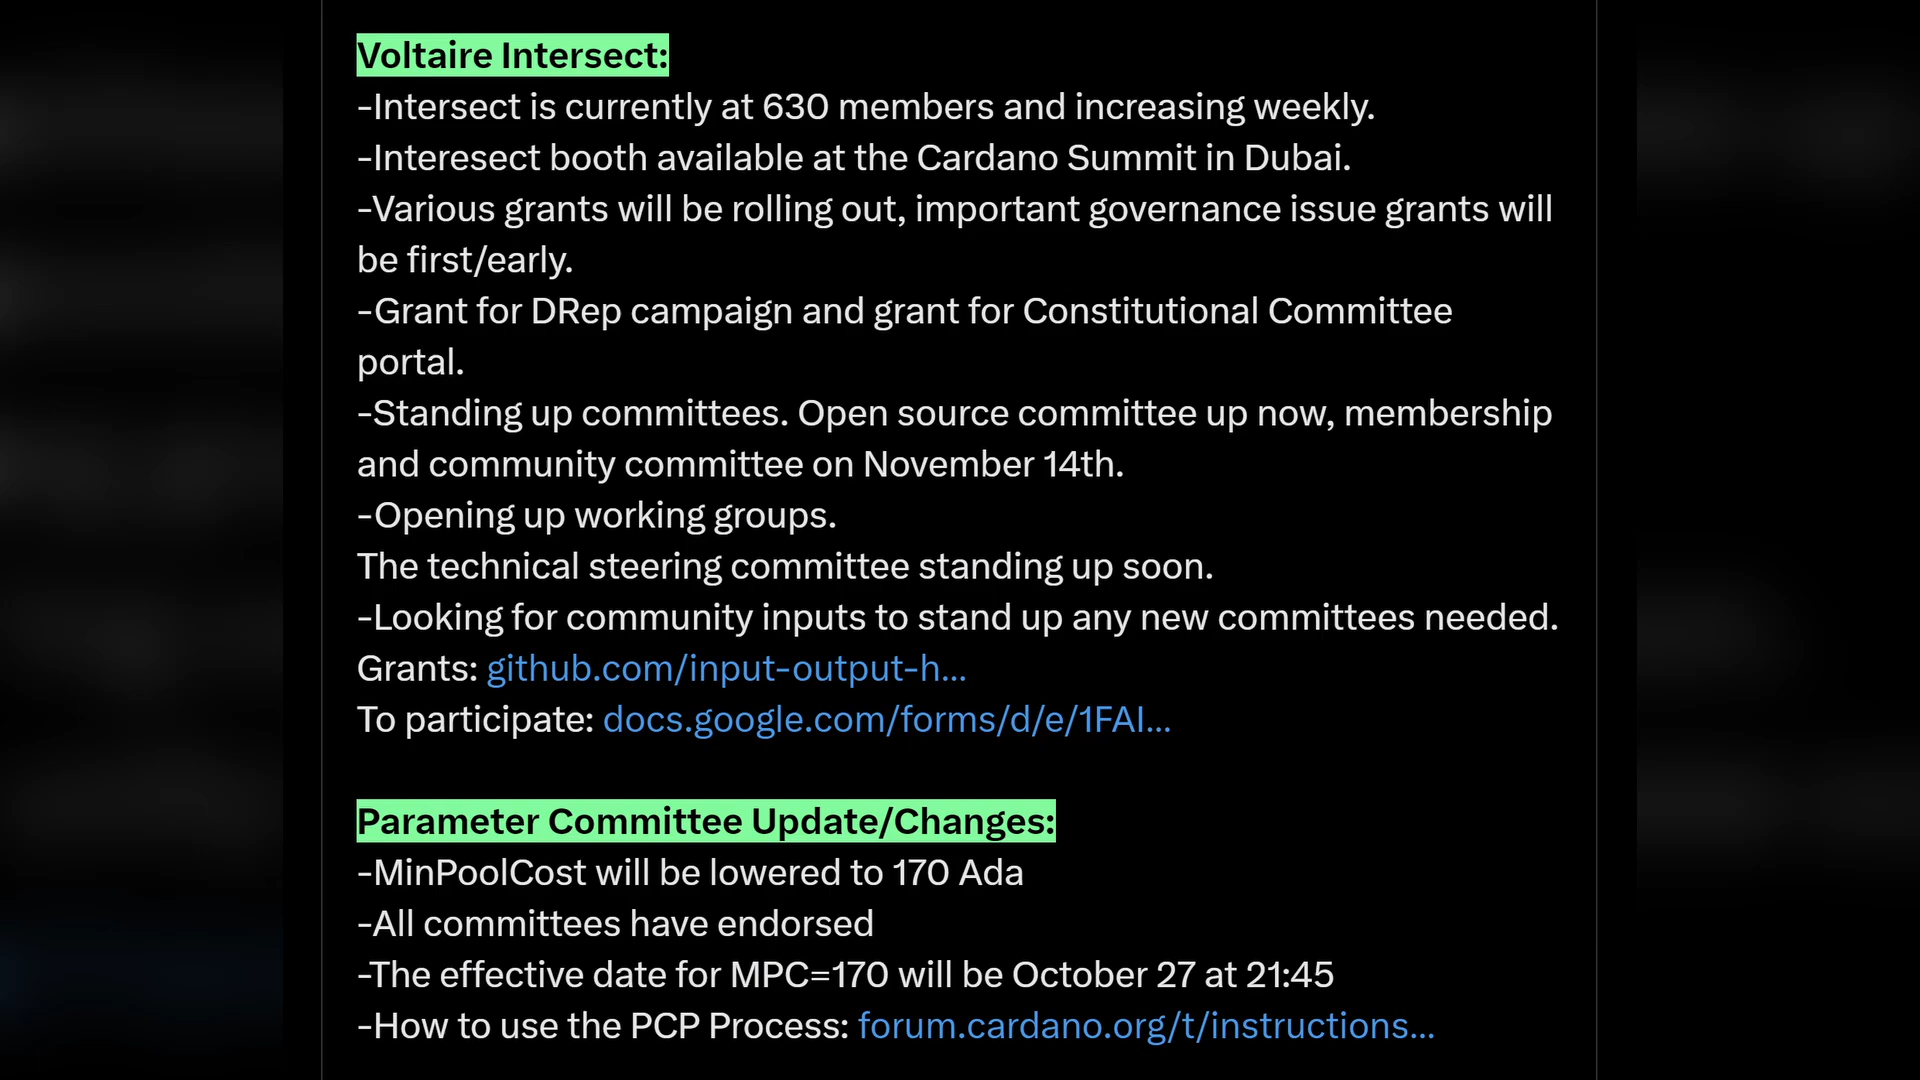 Voltaire Intersect:
-Intersect is currently at 630 members and increasing weekly.
-Interesect booth available at the Cardano Summit in Dubai.
-Various grants will be rolling out, important governance issue grants will
be first/early.
-Grant for DRep campaign and grant for Constitutional Committee
portal.
-Standing up committees. Open source committee up now, membership
and community committee on November 14th.
-Opening up working groups.
The technical steering committee standing up soon.
-Looking for community inputs to stand up any new committees needed.
Grants: github.com/input-output-h...
To participate: docs.google.com/forms/d/e/1FAI...
Parameter Committee Update/Changes:
-MinPoolCost will be lowered to 170 Ada
-All committees have endorsed
-The effective date for MPC=170 will be October 27 at 21:45
-How to use the PCP Process: forum.cardano.org/t/instructions...